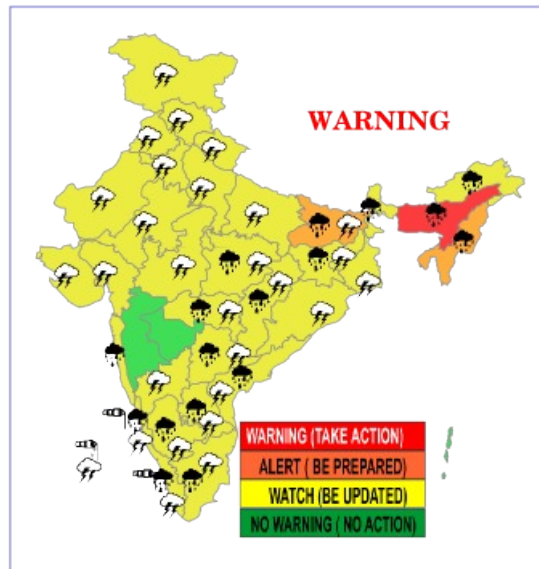 WARNING
WARNING (TAKE ACTION)
ALERT ( BE PREPARED)
WATCH (BE UPDATED)
NO WARNING ( NO ACTION)